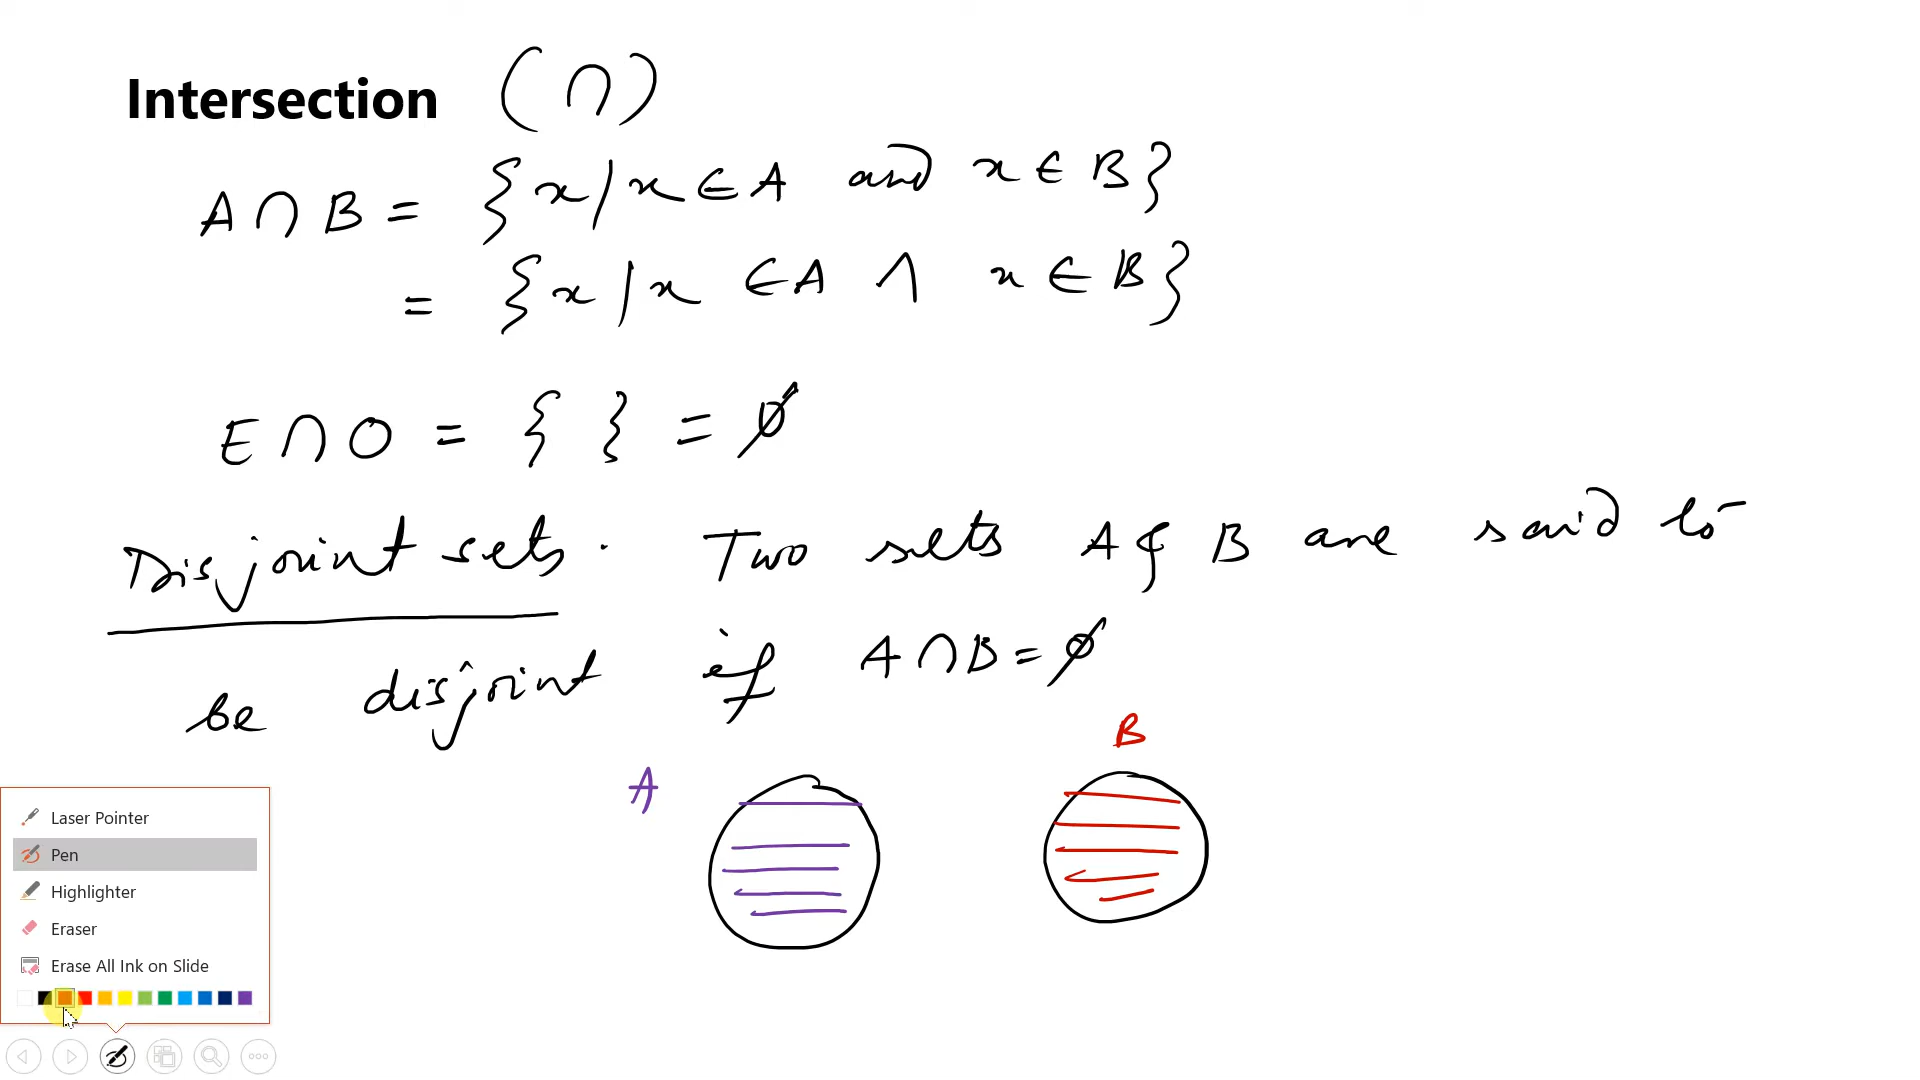 Intersection (∩)
A ∩ B = {x / x ∈ A and x ∈ B}
= {x / x ∈ A ∧ x ∈ B}
E ∩ O = { } = ∅
Disjoint sets. Two sets A & B are said to
be disjoint if A ∩ B = ∅
A
B
Laser Pointer
Pen
Highlighter
Eraser
Erase All Ink on Slide